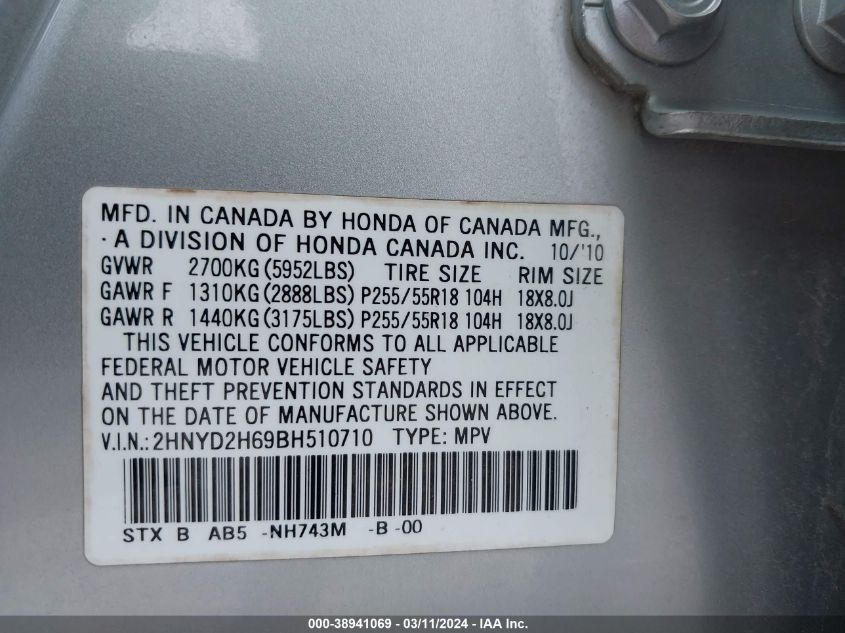 MFD. IN CANADA BY HONDA OF CANADA MFG.,
· A DIVISION OF HONDA CANADA INC. 10/'10
GVWR 2700KG (5952LBS) TIRE SIZE RIM SIZE
GAWR F 1310KG (2888LBS) P255/55R18 104H 18X8.0J
GAWR R 1440KG (3175LBS) P255/55R18 104H 18X8.0J
THIS VEHICLE CONFORMS TO ALL APPLICABLE
FEDERAL MOTOR VEHICLE SAFETY
AND THEFT PREVENTION STANDARDS IN EFFECT
ON THE DATE OF MANUFACTURE SHOWN ABOVE.
V.I.N.: 2HNYD2H69BH510710 TYPE: MPV
STX B AB5 -NH743M -B -00
000-38941069 - 03/11/2024 - IAA Inc.